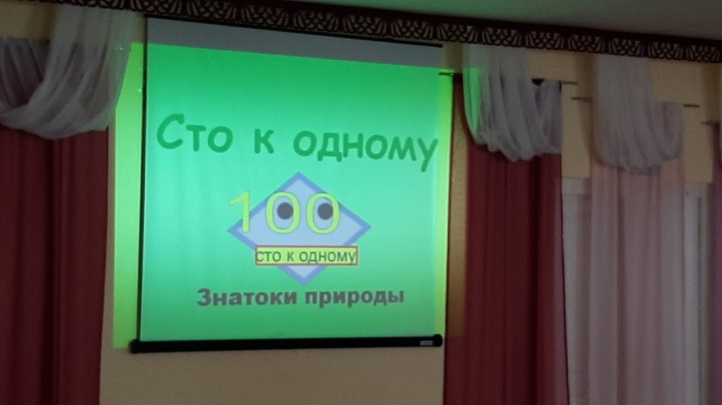 Сто к одному
100
сто к одному
Знатоки природы